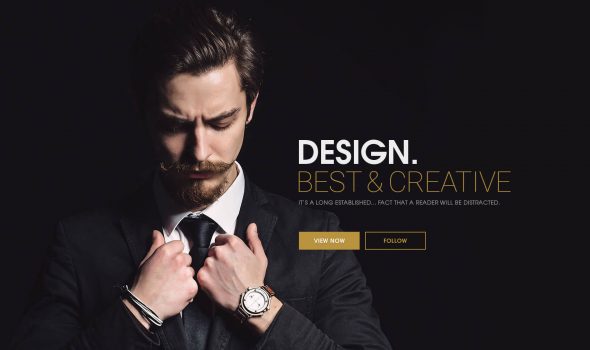 DESIGN.
BEST & CREATIVE
IT'S A LONG ESTABLISHED... FACT THAT A READER WILL BE DISTRACTED.
VIEW NOW
FOLLOW